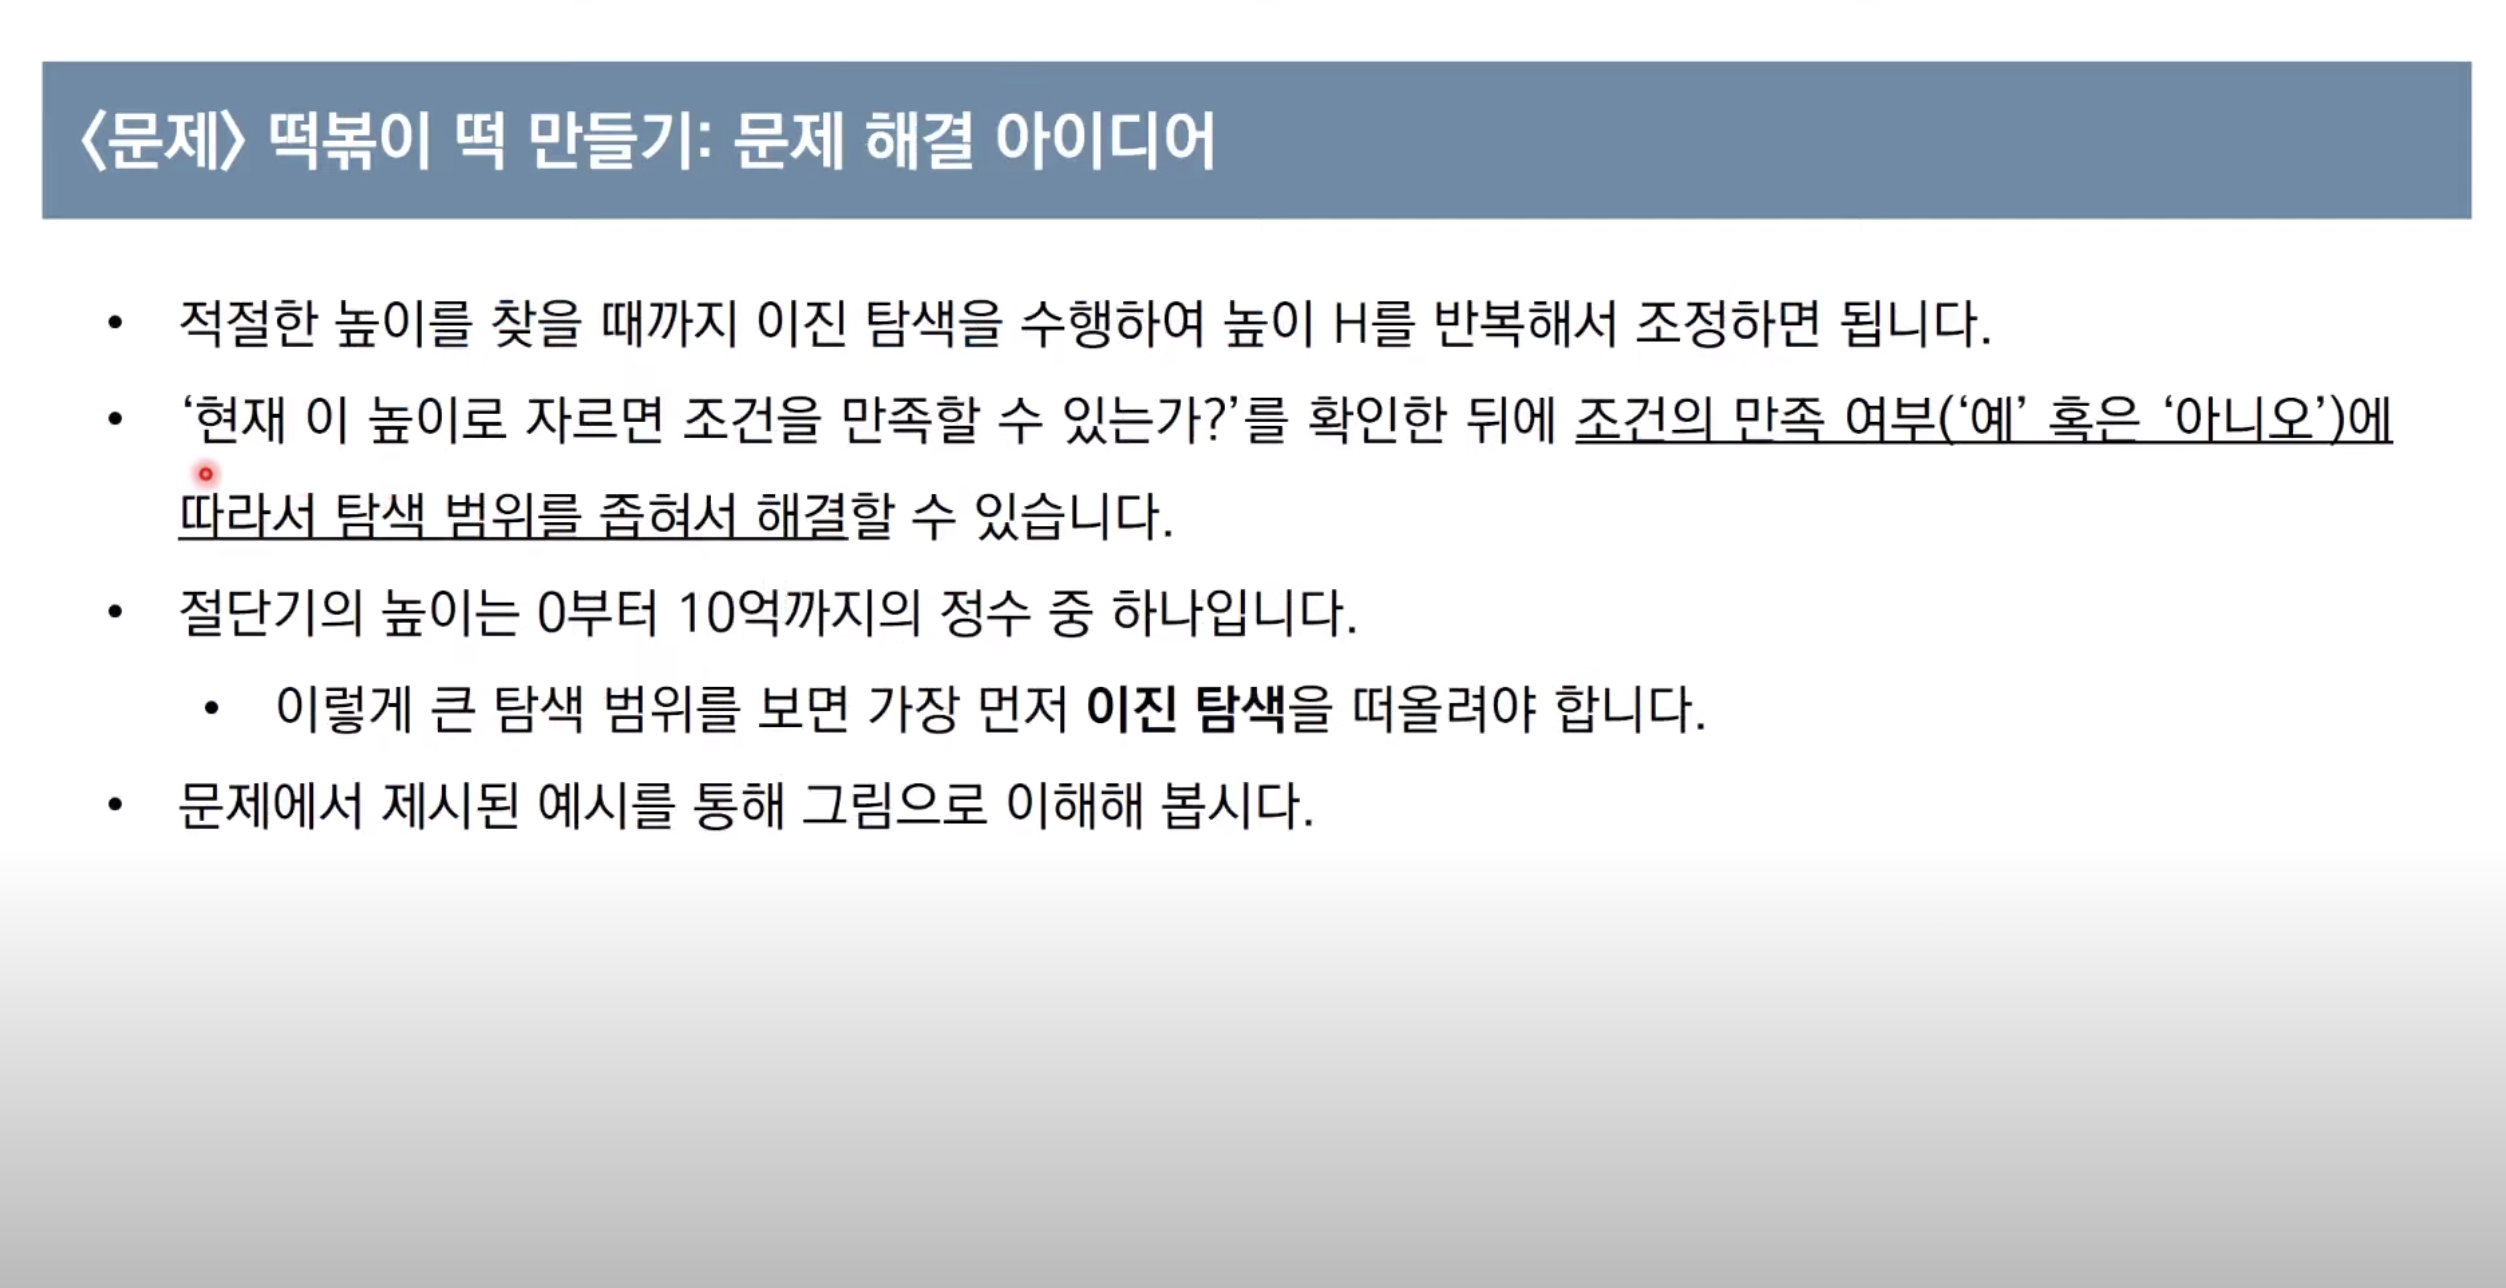 〈문제〉 떡볶이 떡 만들기: 문제 해결 아이디어
• 적절한 높이를 찾을 때까지 이진 탐색을 수행하여 높이 H를 반복해서 조정하면 됩니다.
• ‘현재 이 높이로 자르면 조건을 만족할 수 있는가?’를 확인한 뒤에 조건의 만족 여부(‘예’ 혹은 ‘아니오’)에
따라서 탐색 범위를 좁혀서 해결할 수 있습니다.
• 절단기의 높이는 0부터 10억까지의 정수 중 하나입니다.
• 이렇게 큰 탐색 범위를 보면 가장 먼저 이진 탐색을 떠올려야 합니다.
• 문제에서 제시된 예시를 통해 그림으로 이해해 봅시다.